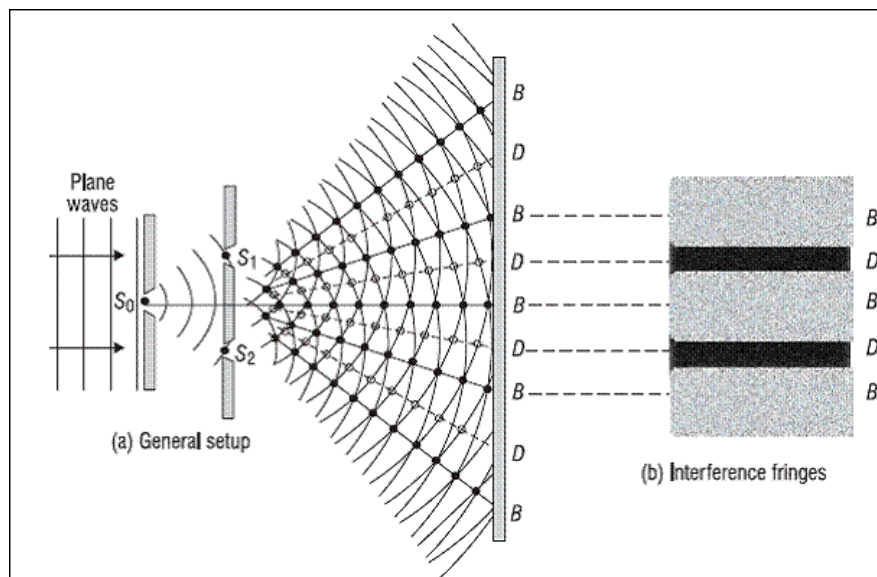 Plane
waves
S0
S1
S2
(a) General setup
B
D
B
D
B
D
B
D
B
B
D
B
D
B
(b) Interference fringes